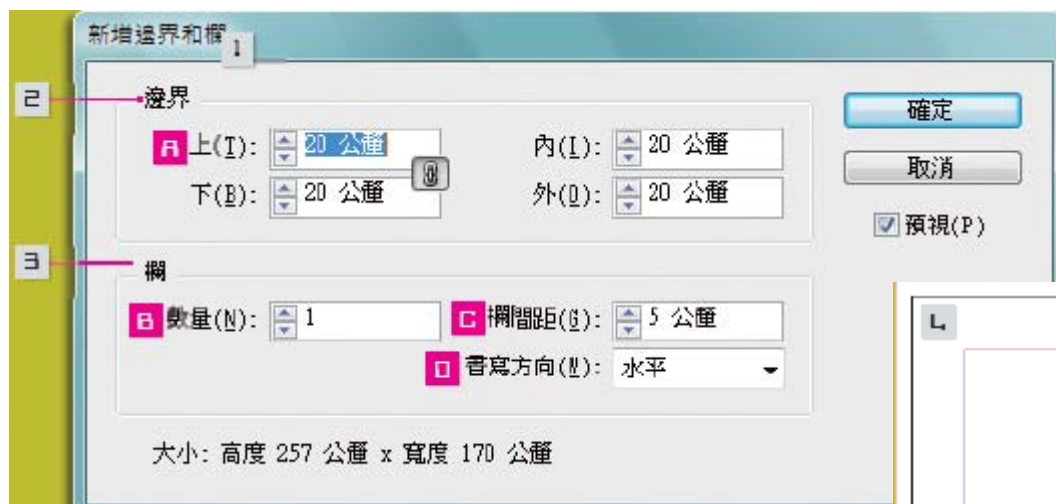 新增邊界和欄
1
2 邊界 確定
A 上(T): 20 公釐 內(I): 20 公釐
取消
下(B): 20 公釐 外(O): 20 公釐
預視(P)
3 欄
B 數量(N): 1 C 欄間距(G): 5 公釐
4
D 書寫方向(W): 水平
大小: 高度 257 公釐 x 寬度 170 公釐